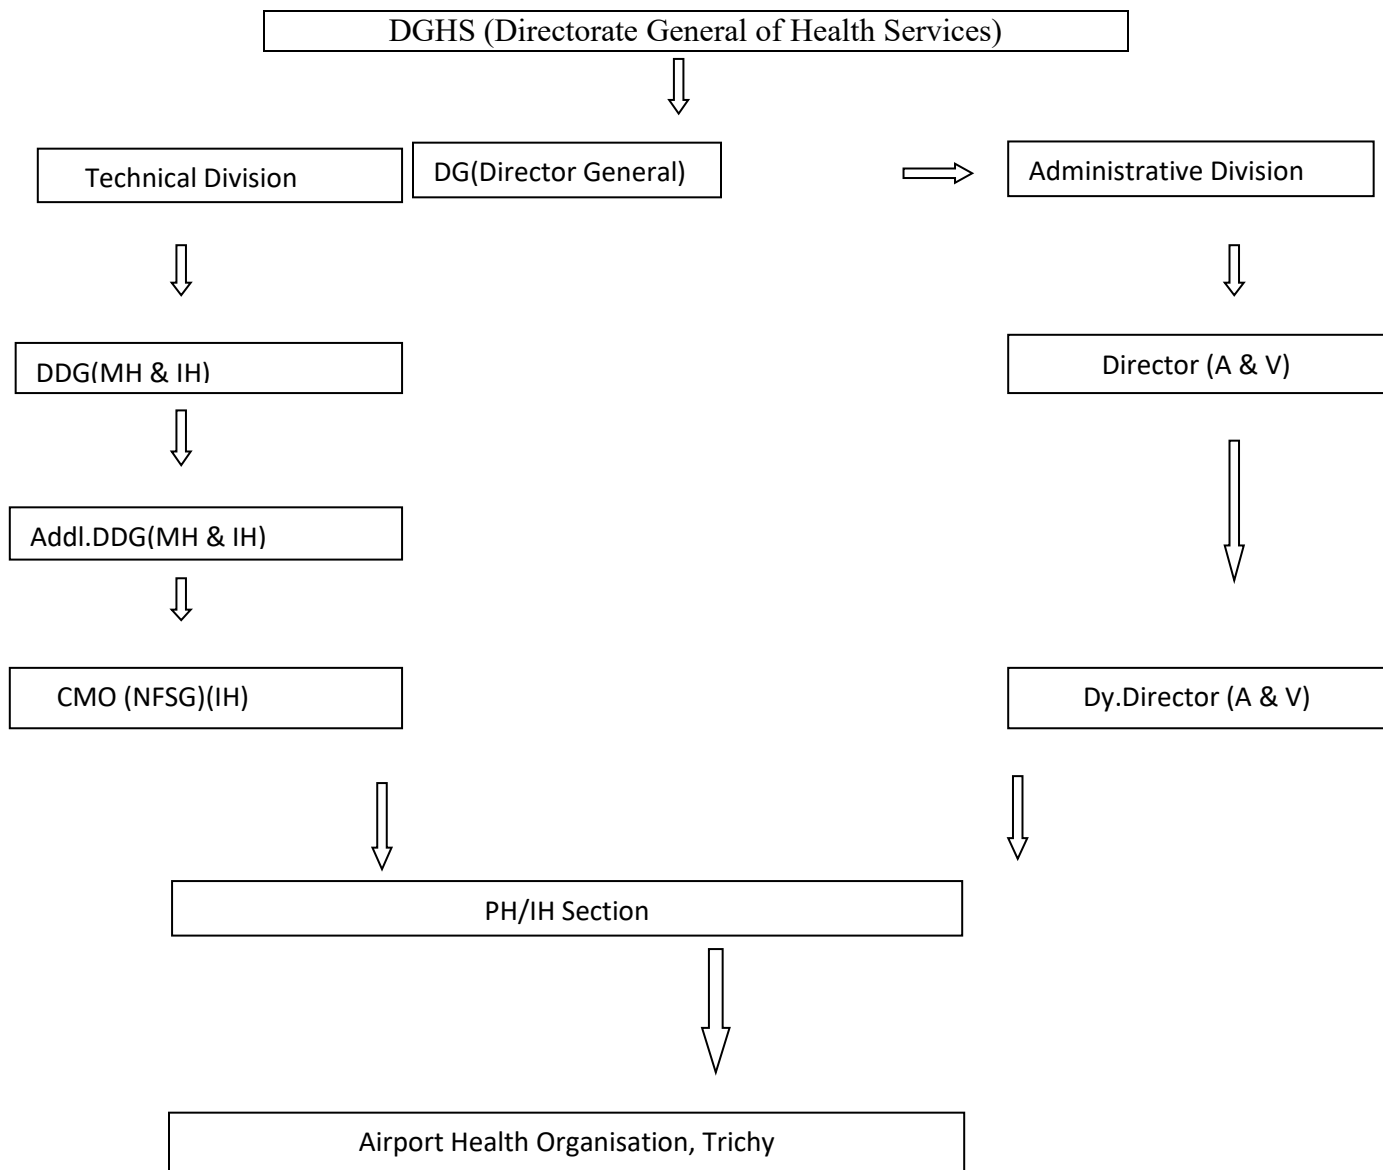 DGHS (Directorate General of Health Services)
Technical Division
DG(Director General)
Administrative Division
DDG(MH & IH)
Director (A & V)
Addl.DDG(MH & IH)
CMO (NFSG)(IH)
Dy.Director (A & V)
PH/IH Section
Airport Health Organisation, Trichy